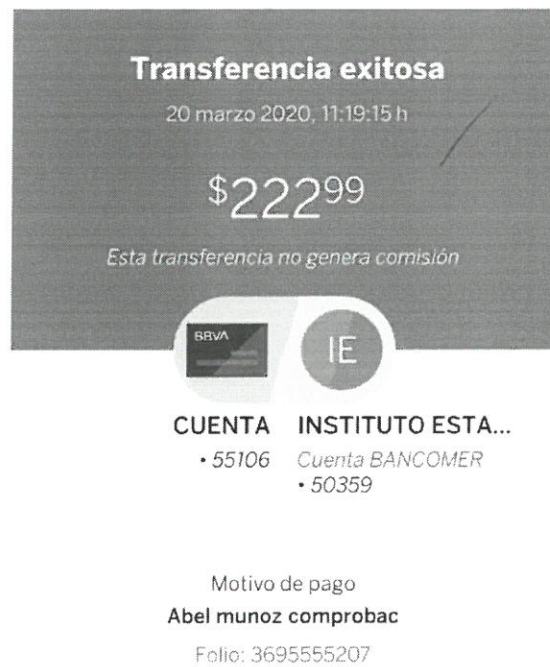 Transferencia exitosa
20 marzo 2020, 11:19:15 h
$22299
Esta transferencia no genera comisión
BBVA
IE
CUENTA INSTITUTO ESTA...
• 55106 Cuenta BANCOMER
• 50359
Motivo de pago
Abel munoz comprobac
Folio: 3695555207